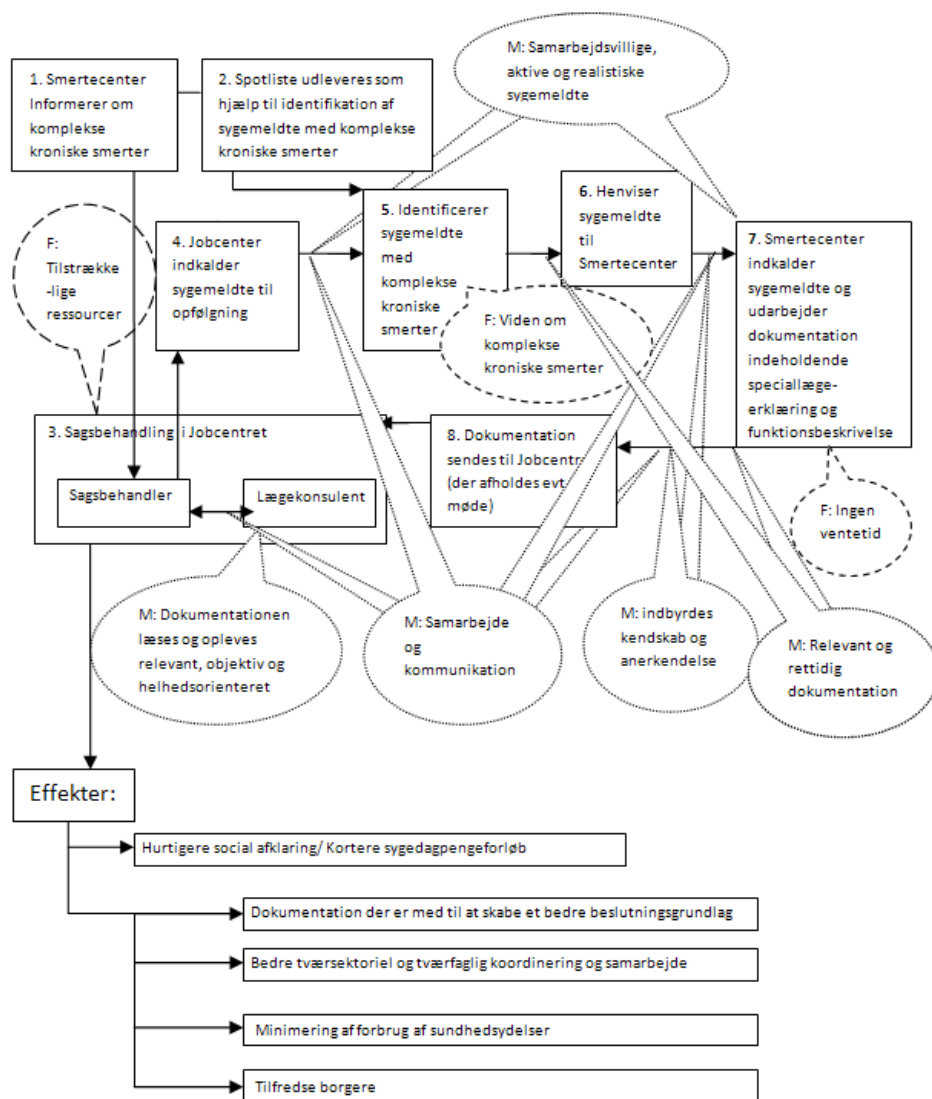 M: Samarbejdsvillige,
aktive og realistiske
sygemeldte
1. Smertecenter
Informerer om
komplekse
kroniske smerter
2. Spotliste udleveres som
hjælp til identifikation af
sygemeldte med komplekse
kroniske smerter
F:
Tilstrække
-lige
ressourcer
4. Jobcenter
indkalder
sygemeldte til
opfølgning
5. Identificerer
sygemeldte
med
komplekse
kroniske
smerter
6. Henviser
sygemeldte
til
Smertecenter
7. Smertecenter
indkalder
sygemeldte og
udarbejder
dokumentation
indeholdende
speciallæge-
erklæring og
funktionsbeskrivelse
F: Viden om
komplekse
kroniske smerter
3. Sagsbehandling i Jobcentret
Sagsbehandler
Lægekonsulent
8. Dokumentation
sendes til Jobcentr
(der afholdes evt
møde)
F: Ingen
ventetid
M: Dokumentationen
læses og opleves
relevant, objektiv og
helhedsorienteret
M: Samarbejde
og
kommunikation
M: indbyrdes
kendskab og
anerkendelse
M: Relevant og
rettidig
dokumentation
Effekter:
Hurtigere social afklaring/ Kortere sygedagpengeforløb
Dokumentation der er med til at skabe et bedre beslutningsgrundlag
Bedre tværsektoriel og tværfaglig koordinering og samarbejde
Minimering af forbrug af sundhedsydelser
Tilfredse borgere